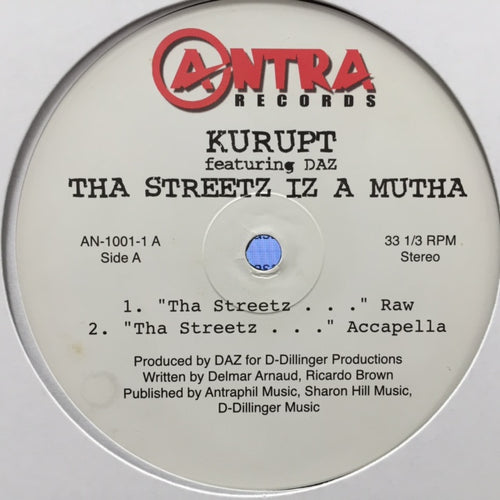 ANTRA
RECORDS
KURUPT
featuring DAZ
THA STREETZ IZ A MUTHA
AN-1001-1 A
Side A
33 1/3 RPM
Stereo
1. "Tha Streetz . . ." Raw
2. "Tha Streetz . . ." Accapella
Produced by DAZ for D-Dillinger Productions
Written by Delmar Arnaud, Ricardo Brown
Published by Antraphil Music, Sharon Hill Music,
D-Dillinger Music